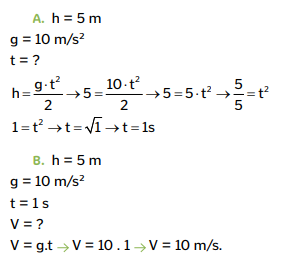 A. h = 5 m
g = 10 m/s²
t = ?
h = g·t²/2 → 5 = 10·t²/2 → 5 = 5·t² → 5/5 = t²
1 = t² → t = √1 → t = 1s
B. h = 5 m
g = 10 m/s²
t = 1 s
V = ?
V = g.t → V = 10 . 1 → V = 10 m/s.